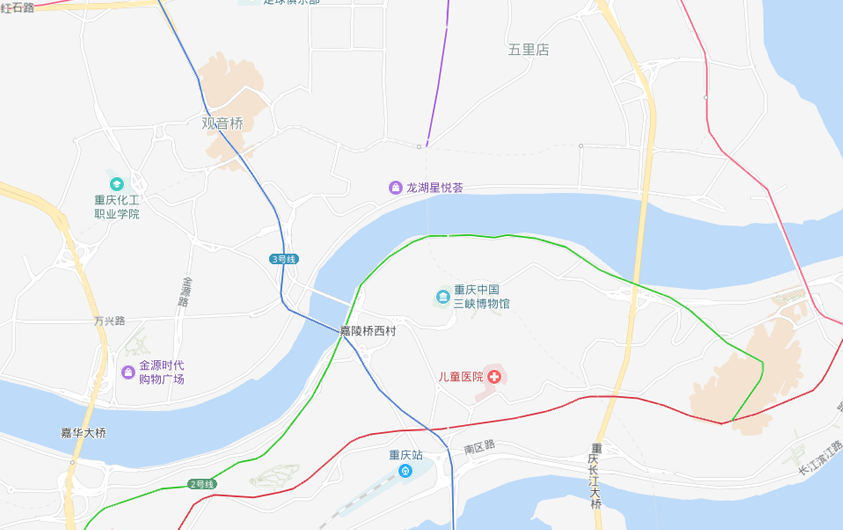 红石路
足球俱乐部
五里店
观音桥
龙湖星悦荟
重庆化工
职业学院
3号线
金源路
重庆中国
三峡博物馆
万兴路
嘉陵桥西村
金源时代
购物广场
儿童医院
嘉华大桥
南区路
重庆站
重庆长江大桥
长江滨江路
2号线